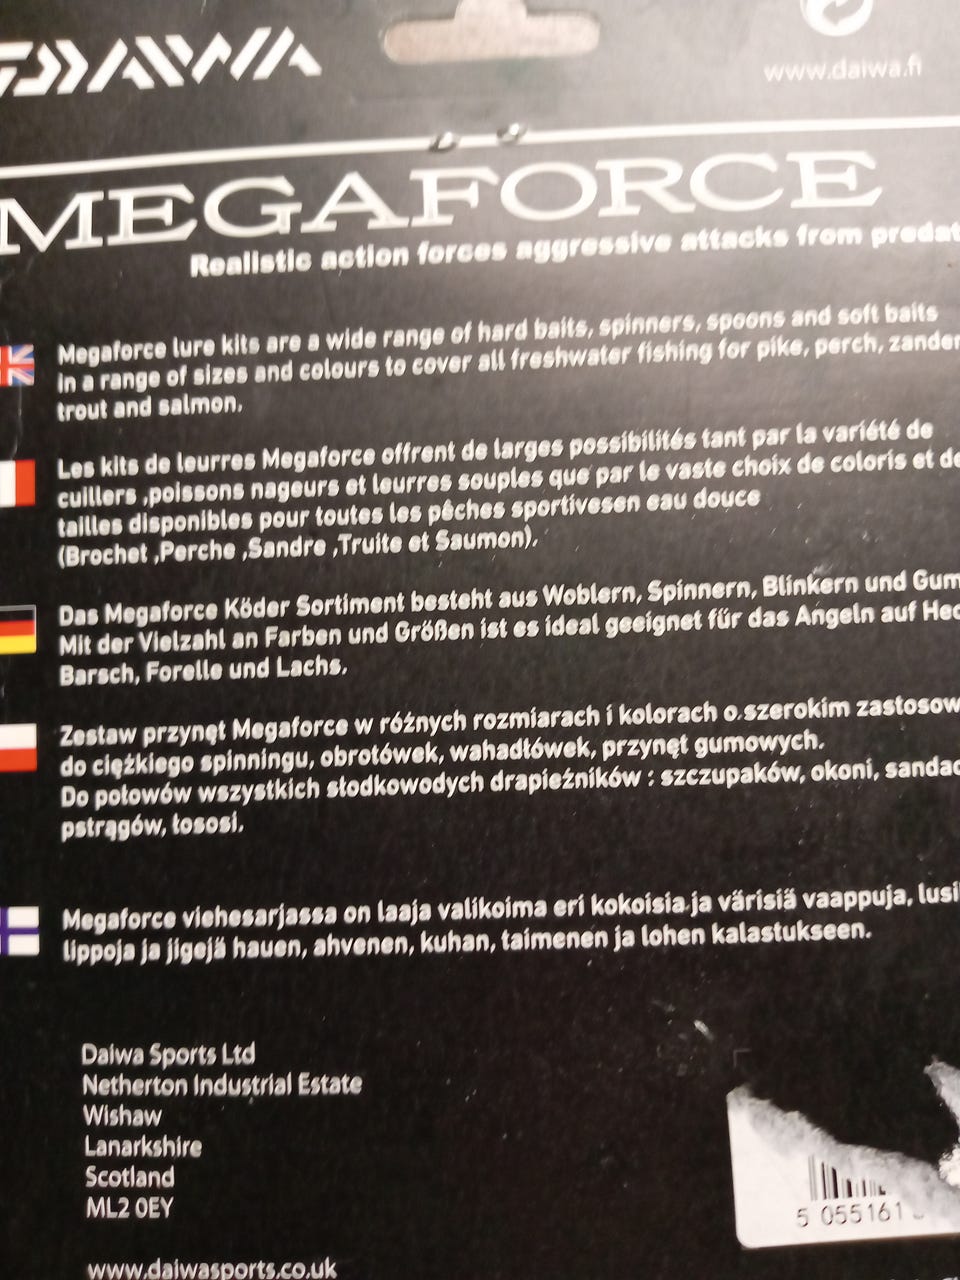 DAIWA
www.daiwa.fi
MEGAFORCE
Realistic action forces aggressive attacks from predat
Megaforce lure kits are a wide range of hard baits, spinners, spoons and soft baits
in a range of sizes and colours to cover all freshwater fishing for pike, perch, zander
trout and salmon.
Les kits de leurres Megaforce offrent de larges possibilités tant par la variété de
cuillers ,poissons nageurs et leurres souples que par le vaste choix de coloris et de
tailles disponibles pour toutes les pêches sportivesen eau douce
(Brochet ,Perche ,Sandre ,Truite et Saumon).
Das Megaforce Köder Sortiment besteht aus Woblern, Spinnern, Blinkern und Gum
Mit der Vielzahl an Farben und Größen ist es ideal geeignet für das Angeln auf Hec
Barsch, Forelle und Lachs.
Zestaw przynęt Megaforce w różnych rozmiarach i kolorach o szerokim zastosow
do ciężkiego spinningu, obrotówek, wahadłówek, przynęt gumowych.
Do połowów wszystkich słodkowodych drapieżników : szczupaków, okoni, sandac
pstrągów, łososi.
Megaforce viehesarjassa on laaja valikoima eri kokoisia ja värisiä vaappuja, lusi
lippoja ja jigejä hauen, ahvenen, kuhan, taimenen ja lohen kalastukseen.
Daiwa Sports Ltd
Netherton Industrial Estate
Wishaw
Lanarkshire
Scotland
ML2 0EY
5 055161
www.daiwasports.co.uk